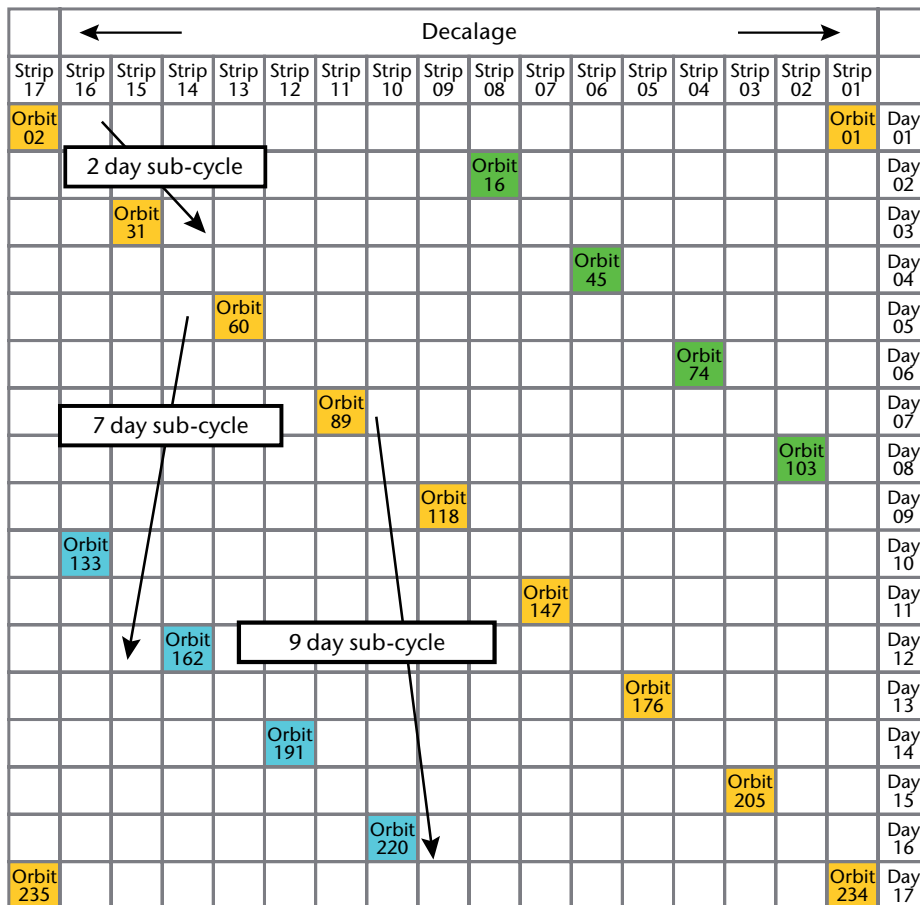 Decalage
Strip Strip Strip Strip Strip Strip Strip Strip Strip Strip Strip Strip Strip Strip Strip Strip Strip
17 16 15 14 13 12 11 10 09 08 07 06 05 04 03 02 01
Orbit Orbit Day
02 01 01
2 day sub-cycle
Orbit Day
16 02
Orbit Day
31 03
Orbit Day
45 04
Orbit Day
60 05
Orbit Day
74 06
Orbit Day
89 07
7 day sub-cycle
Orbit Day
103 08
Orbit Day
118 09
Orbit Day
133 10
Orbit Day
147 11
9 day sub-cycle
Orbit Day
162 12
Orbit Day
176 13
Orbit Day
191 14
Orbit Day
205 15
Orbit Day
220 16
Orbit Orbit Day
235 234 17